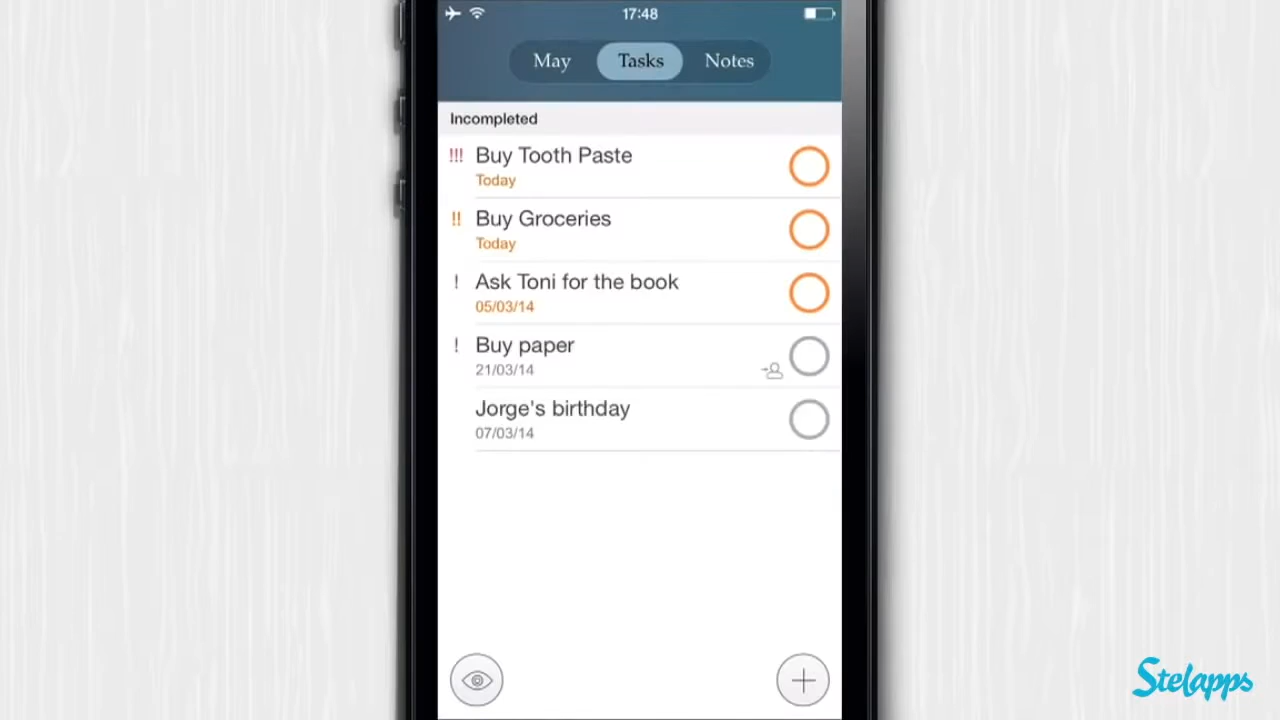 17:48
May Tasks Notes
Incompleted
!!! Buy Tooth Paste
Today
!! Buy Groceries
Today
! Ask Toni for the book
05/03/14
! Buy paper
21/03/14
Jorge's birthday
07/03/14
Stelapps